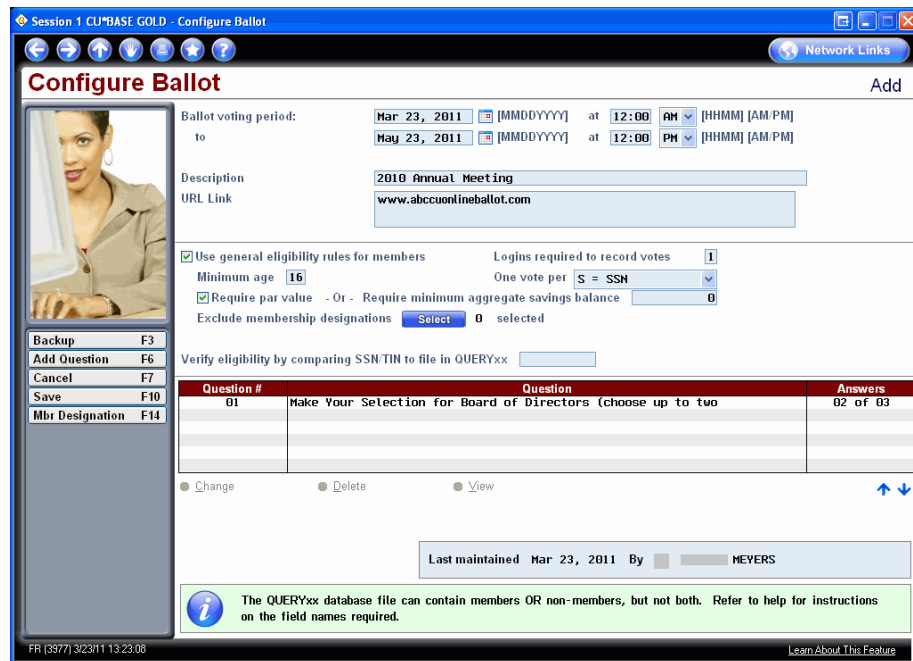 Session 1 CU*BASE GOLD - Configure Ballot
Network Links
Configure Ballot
Add
Ballot voting period: Mar 23, 2011 [MMDDYYYY] at 12:00 AM [HHMM] [AM/PM]
to May 23, 2011 [MMDDYYYY] at 12:00 PM [HHMM] [AM/PM]
Description 2010 Annual Meeting
URL Link www.abccuonlineballot.com
Use general eligibility rules for members Logins required to record votes 1
Minimum age 16 One vote per S = SSN
Require par value - Or - Require minimum aggregate savings balance 0
Exclude membership designations Select 0 selected
Verify eligibility by comparing SSN/TIN to file in QUERYxx
Backup F3
Add Question F6
Cancel F7
Save F10
Mbr Designation F14
Question # Question Answers
01 Make Your Selection for Board of Directors (choose up to two 02 of 03
Change Delete View
Last maintained Mar 23, 2011 By MEYERS
The QUERYxx database file can contain members OR non-members, but not both. Refer to help for instructions
on the field names required.
FR (3977) 3/23/11 13:23:08
Learn About This Feature